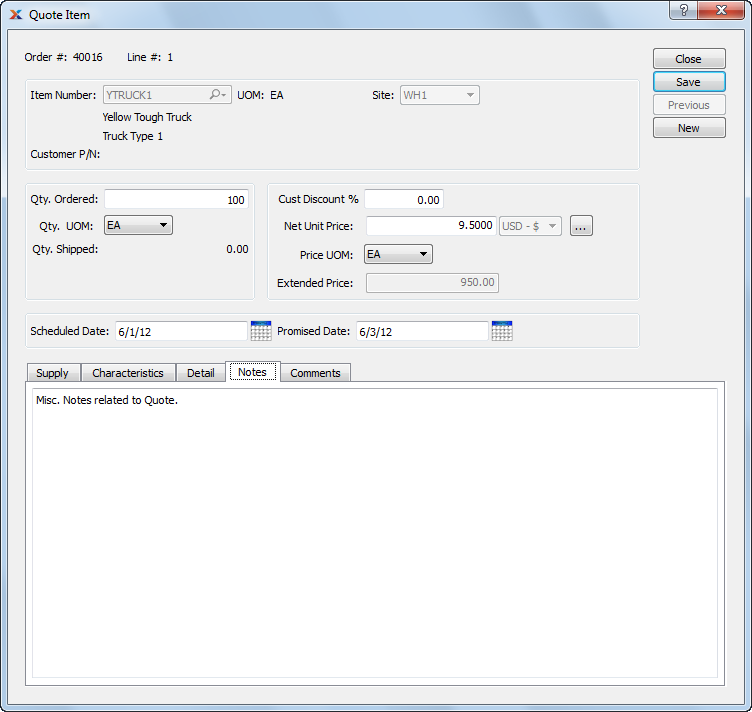 Quote Item
Order #: 40016 Line #: 1
Close
Save
Previous
New
Item Number: YTRUCK1 UOM: EA Site: WH1
Yellow Tough Truck
Truck Type 1
Customer P/N:
Qty. Ordered: 100
Qty. UOM: EA
Qty. Shipped: 0.00
Cust Discount % 0.00
Net Unit Price: 9.5000 USD - $ ...
Price UOM: EA
Extended Price: 950.00
Scheduled Date: 6/1/12 Promised Date: 6/3/12
Supply Characteristics Detail Notes Comments
Misc. Notes related to Quote.